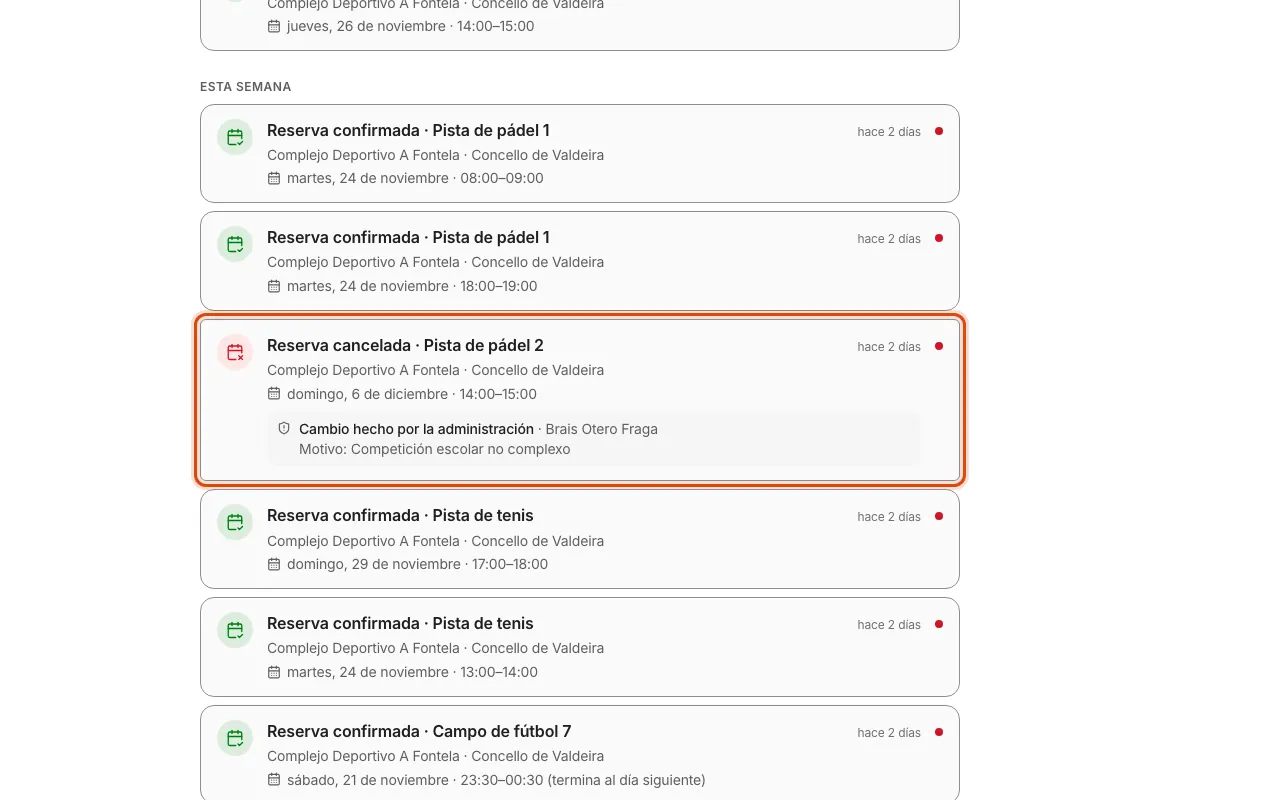 Complejo Deportivo A Fontela · Concello de Valdeira
jueves, 26 de noviembre · 14:00–15:00
ESTA SEMANA
Reserva confirmada · Pista de pádel 1
hace 2 días
Complejo Deportivo A Fontela · Concello de Valdeira
martes, 24 de noviembre · 08:00–09:00
Reserva confirmada · Pista de pádel 1
hace 2 días
Complejo Deportivo A Fontela · Concello de Valdeira
martes, 24 de noviembre · 18:00–19:00
Reserva cancelada · Pista de pádel 2
hace 2 días
Complejo Deportivo A Fontela · Concello de Valdeira
domingo, 6 de diciembre · 14:00–15:00
Cambio hecho por la administración · Brais Otero Fraga
Motivo: Competición escolar no complexo
Reserva confirmada · Pista de tenis
hace 2 días
Complejo Deportivo A Fontela · Concello de Valdeira
domingo, 29 de noviembre · 17:00–18:00
Reserva confirmada · Pista de tenis
hace 2 días
Complejo Deportivo A Fontela · Concello de Valdeira
martes, 24 de noviembre · 13:00–14:00
Reserva confirmada · Campo de fútbol 7
hace 2 días
Complejo Deportivo A Fontela · Concello de Valdeira
sábado, 21 de noviembre · 23:30–00:30 (termina al día siguiente)